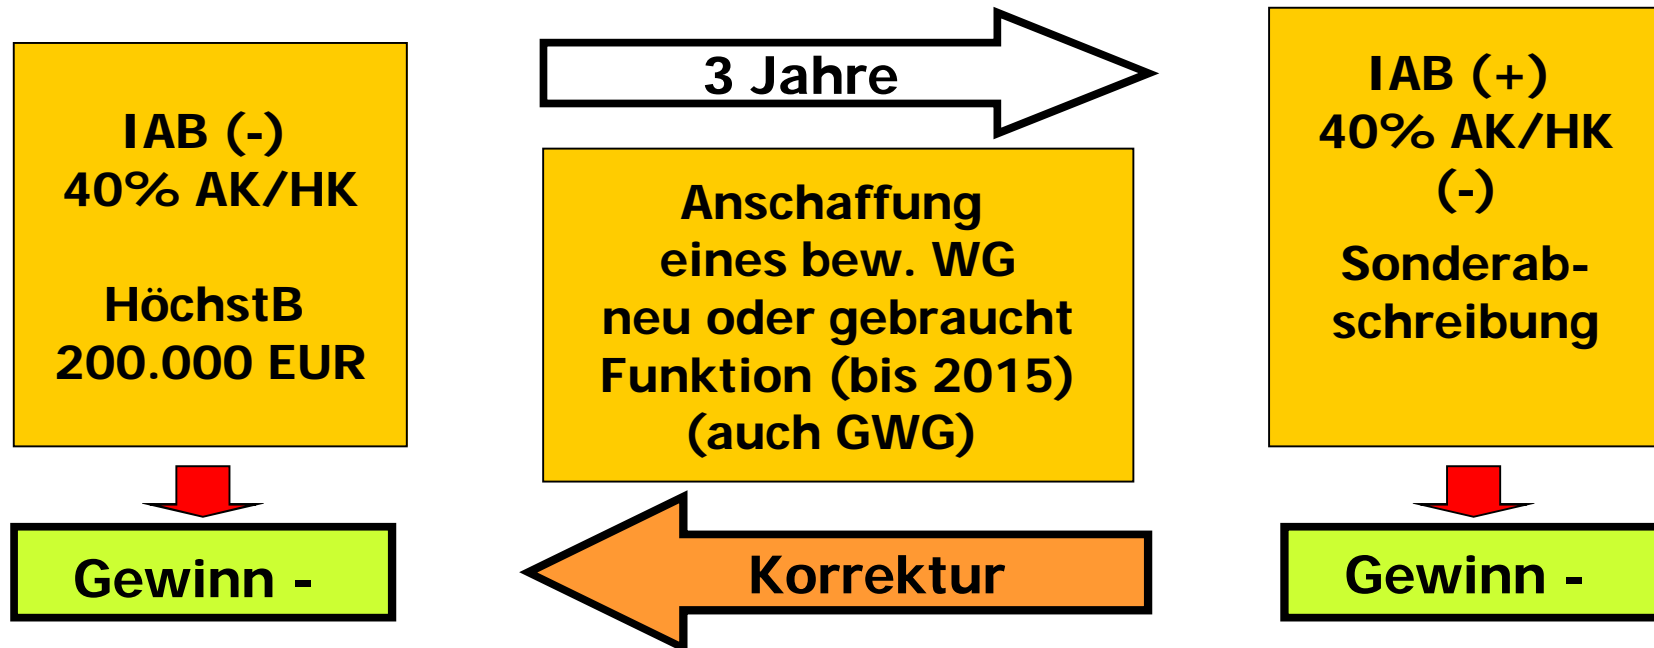 IAB (-)
40% AK/HK
HöchstB
200.000 EUR
Gewinn -
3 Jahre
Anschaffung
eines bew. WG
neu oder gebraucht
Funktion (bis 2015)
(auch GWG)
Korrektur
IAB (+)
40% AK/HK
(-)
Sonderab-
schreibung
Gewinn -